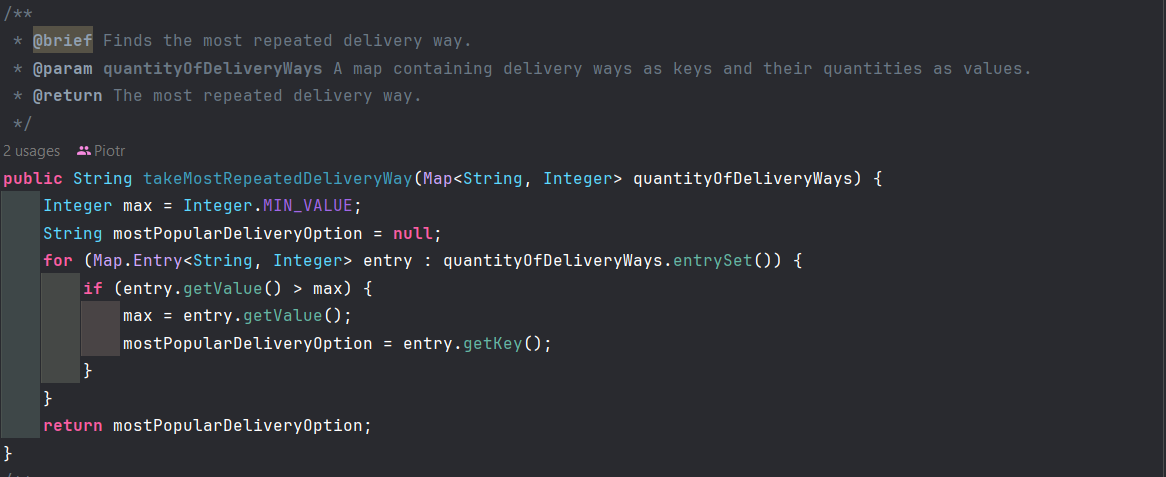 /**
 * @brief Finds the most repeated delivery way.
 * @param quantityOfDeliveryWays A map containing delivery ways as keys and their quantities as values.
 * @return The most repeated delivery way.
 */
2 usages Piotr
public String takeMostRepeatedDeliveryWay(Map<String, Integer> quantityOfDeliveryWays) {
    Integer max = Integer.MIN_VALUE;
    String mostPopularDeliveryOption = null;
    for (Map.Entry<String, Integer> entry : quantityOfDeliveryWays.entrySet()) {
        if (entry.getValue() > max) {
            max = entry.getValue();
            mostPopularDeliveryOption = entry.getKey();
        }
    }
    return mostPopularDeliveryOption;
}